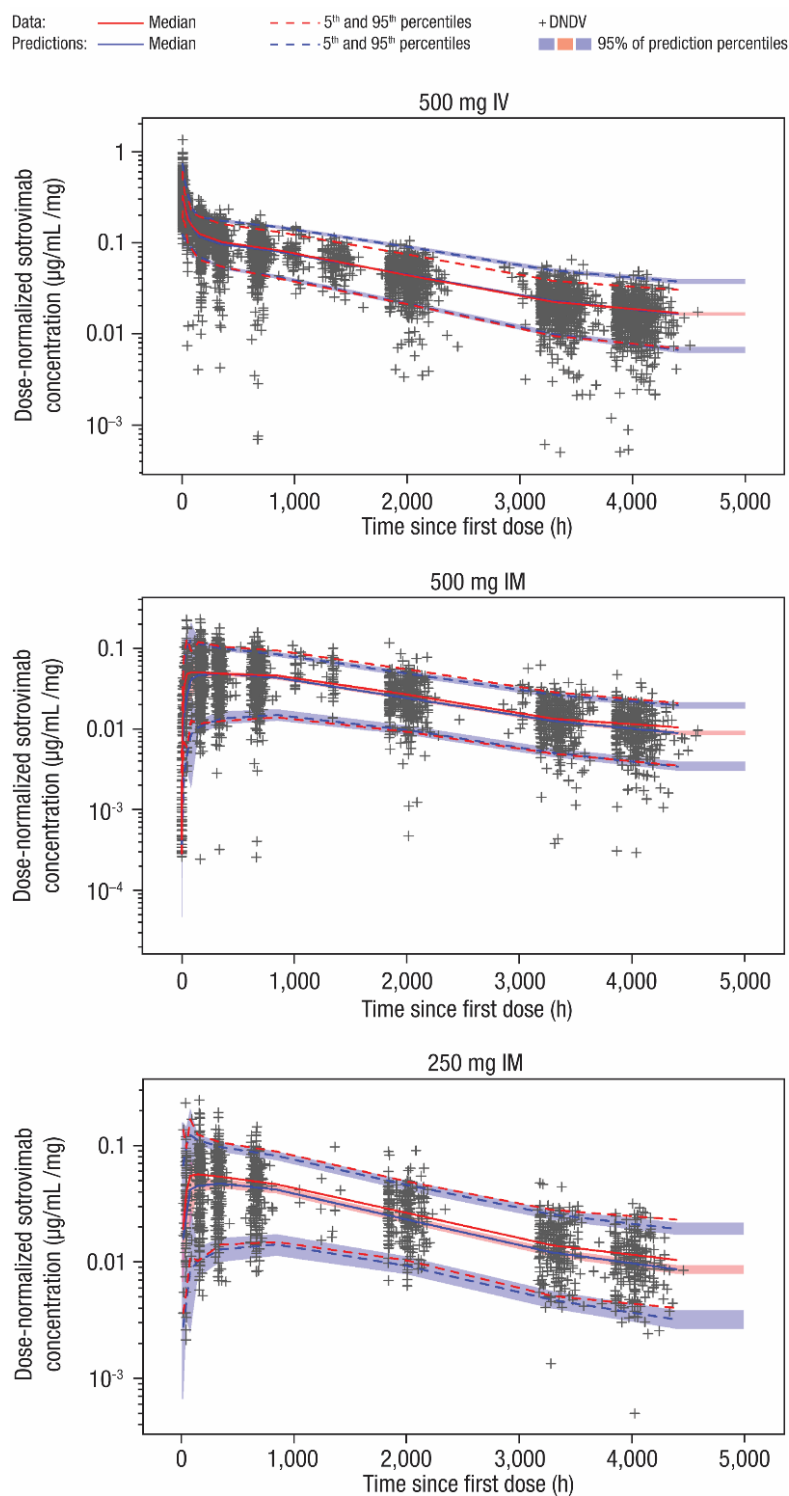 Data: Median 5th and 95th percentiles + DNDV
Predictions: Median 5th and 95th percentiles 95% of prediction percentiles
500 mg IV
1
0.1
0.01
10⁻³
Dose-normalized sotrovimab
concentration (µg/mL /mg)
0 1,000 2,000 3,000 4,000 5,000
Time since first dose (h)
500 mg IM
0.1
0.01
10⁻³
10⁻⁴
Dose-normalized sotrovimab
concentration (µg/mL /mg)
0 1,000 2,000 3,000 4,000 5,000
Time since first dose (h)
250 mg IM
0.1
0.01
10⁻³
Dose-normalized sotrovimab
concentration (µg/mL /mg)
0 1,000 2,000 3,000 4,000 5,000
Time since first dose (h)